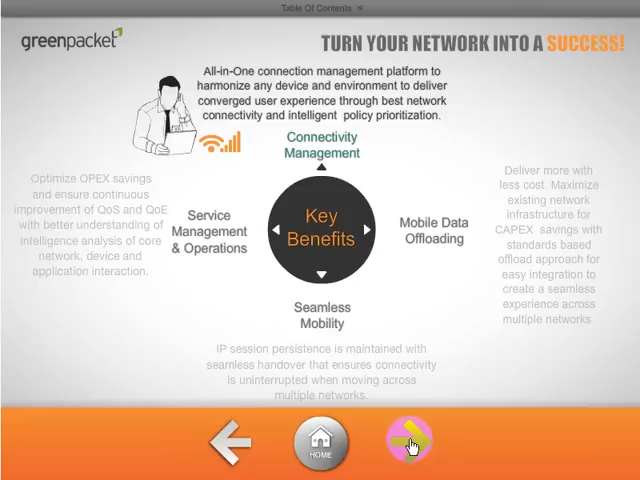 Table Of Contents
greenpacket
TURN YOUR NETWORK INTO A SUCCESS!
All-in-One connection management platform to
harmonize any device and environment to deliver
converged user experience through best network
connectivity and intelligent policy prioritization.
Connectivity
Management
Optimize OPEX savings
and ensure continuous
improvement of QoS and QoE
with better understanding of
intelligence analysis of core
network, device and
application interaction.
Service
Management
& Operations
Key
Benefits
Mobile Data
Offloading
Deliver more with
less cost. Maximize
existing network
infrastructure for
CAPEX savings with
standards based
offload approach for
easy integration to
create a seamless
experience across
multiple networks.
Seamless
Mobility
IP session persistence is maintained with
seamless handover that ensures connectivity
is uninterrupted when moving across
multiple networks.
HOME